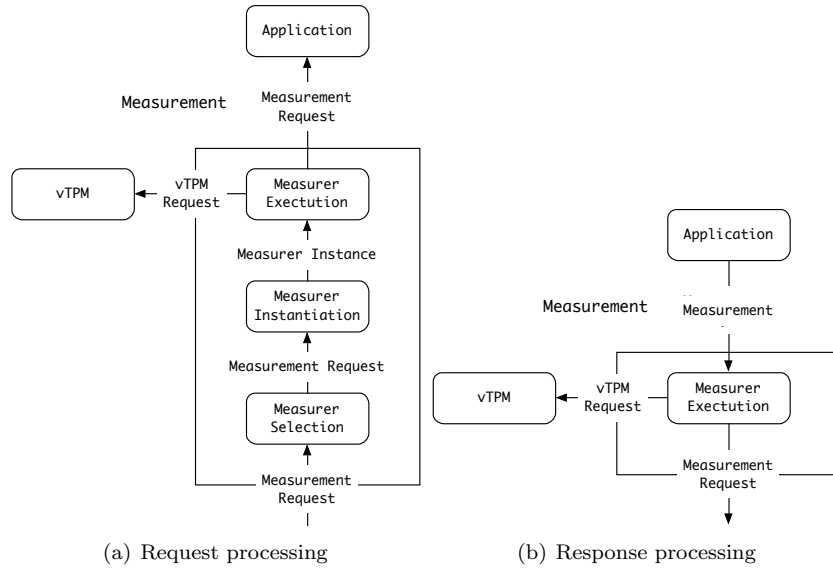 Application
Measurement
Measurement
Request
vTPM
vTPM
Request
Measurer
Exectution
Measurer Instance
Measurer
Instantiation
Measurement Request
Measurer
Selection
Measurement
Request
(a) Request processing
Application
Measurement
Measurement
vTPM
vTPM
Request
Measurer
Exectution
Measurement
Request
(b) Response processing